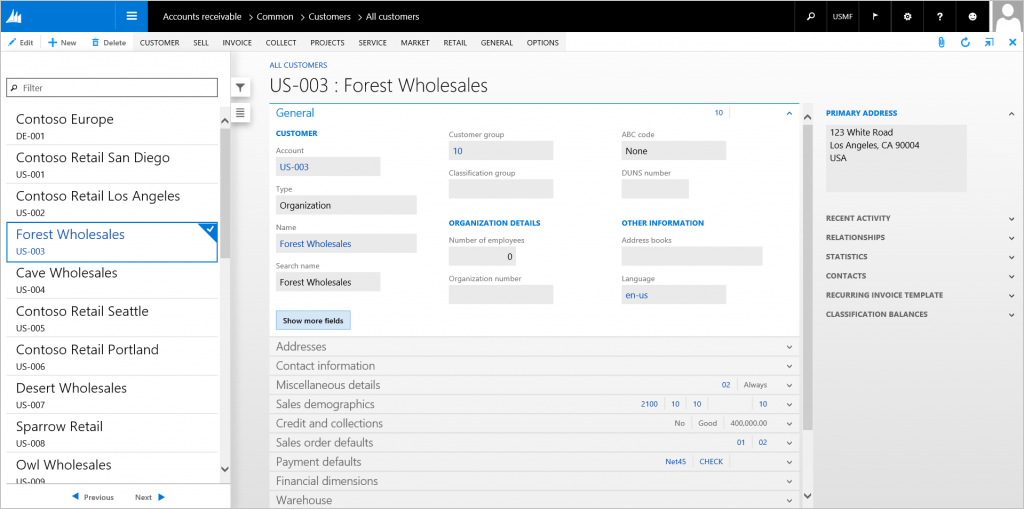 Accounts receivable > Common > Customers > All customers
USMF
?
Edit
New
Delete
CUSTOMER
SELL
INVOICE
COLLECT
PROJECTS
SERVICE
MARKET
RETAIL
GENERAL
OPTIONS
Filter
Contoso Europe
DE-001
Contoso Retail San Diego
US-001
Contoso Retail Los Angeles
US-002
Forest Wholesales
US-003
Cave Wholesales
US-004
Contoso Retail Seattle
US-005
Contoso Retail Portland
US-006
Desert Wholesales
US-007
Sparrow Retail
US-008
Owl Wholesales
US-009
Previous
Next
ALL CUSTOMERS
US-003 : Forest Wholesales
General
10
CUSTOMER
Account
US-003
Type
Organization
Name
Forest Wholesales
Search name
Forest Wholesales
Show more fields
Customer group
10
Classification group
ORGANIZATION DETAILS
Number of employees
0
Organization number
ABC code
None
DUNS number
OTHER INFORMATION
Address books
Language
en-us
Addresses
Contact information
Miscellaneous details 02 Always
Sales demographics 2100 10 10 10
Credit and collections No Good 400,000.00
Sales order defaults 01 02
Payment defaults Net45 CHECK
Financial dimensions
Warehouse
PRIMARY ADDRESS
123 White Road
Los Angeles, CA 90004
USA
RECENT ACTIVITY
RELATIONSHIPS
STATISTICS
CONTACTS
RECURRING INVOICE TEMPLATE
CLASSIFICATION BALANCES